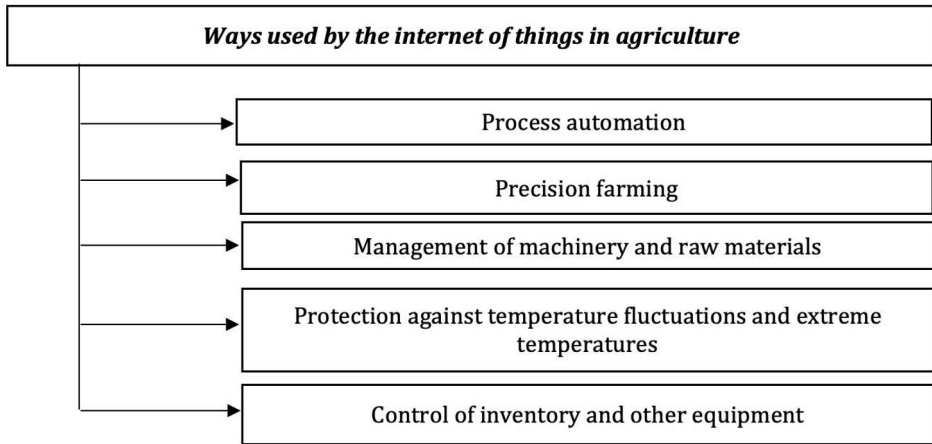 Ways used by the internet of things in agriculture
Process automation
Precision farming
Management of machinery and raw materials
Protection against temperature fluctuations and extreme
temperatures
Control of inventory and other equipment